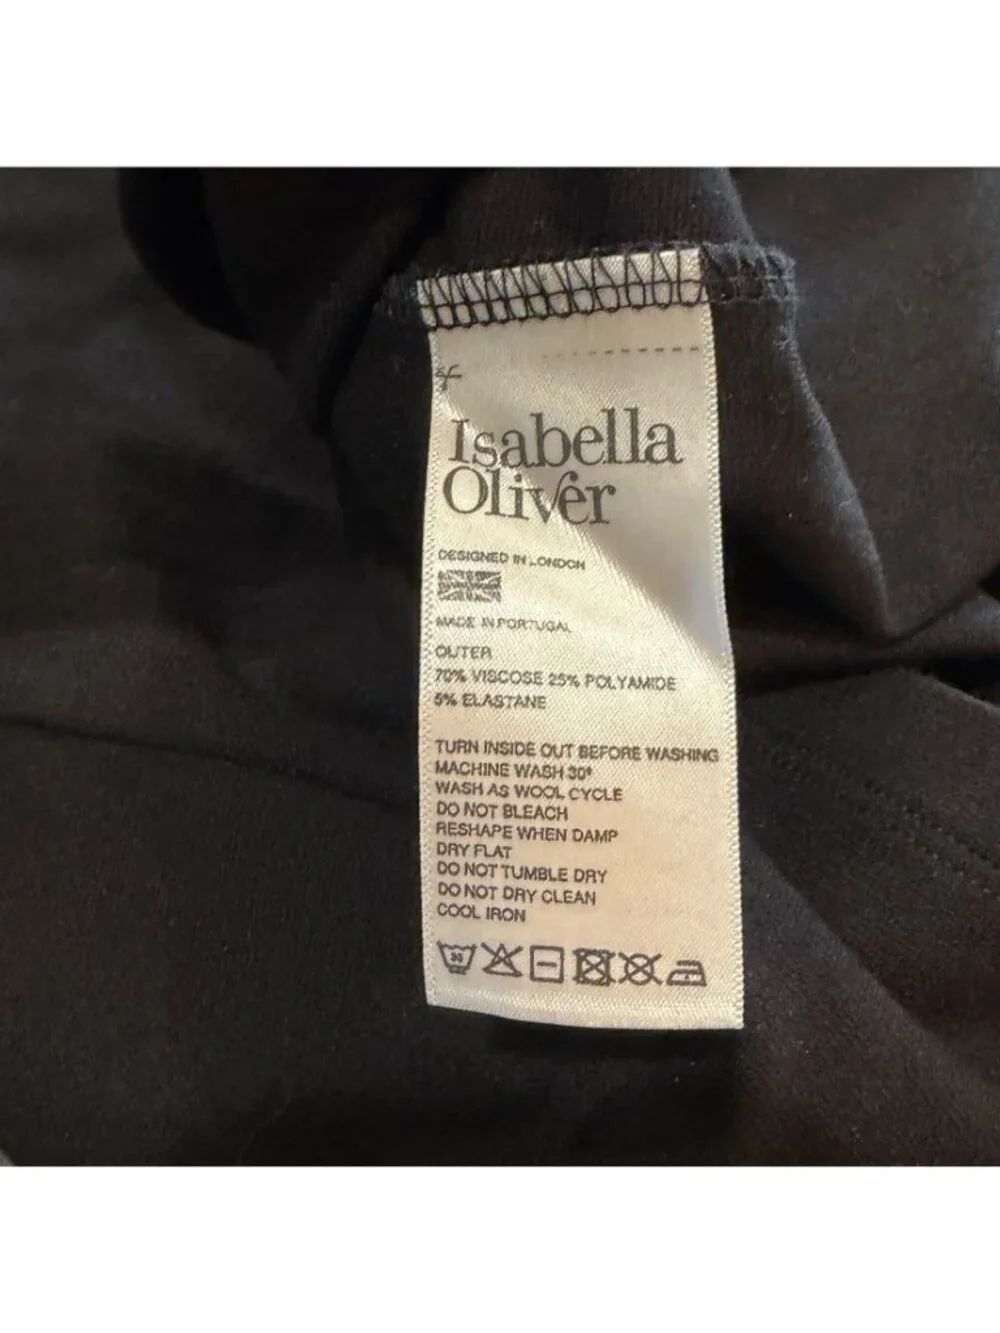 Isabella
Oliver
DESIGNED IN LONDON
MADE IN PORTUGAL
OUTER
70% VISCOSE 25% POLYAMIDE
5% ELASTANE
TURN INSIDE OUT BEFORE WASHING
MACHINE WASH 30°
WASH AS WOOL CYCLE
DO NOT BLEACH
RESHAPE WHEN DAMP
DRY FLAT
DO NOT TUMBLE DRY
DO NOT DRY CLEAN
COOL IRON
30